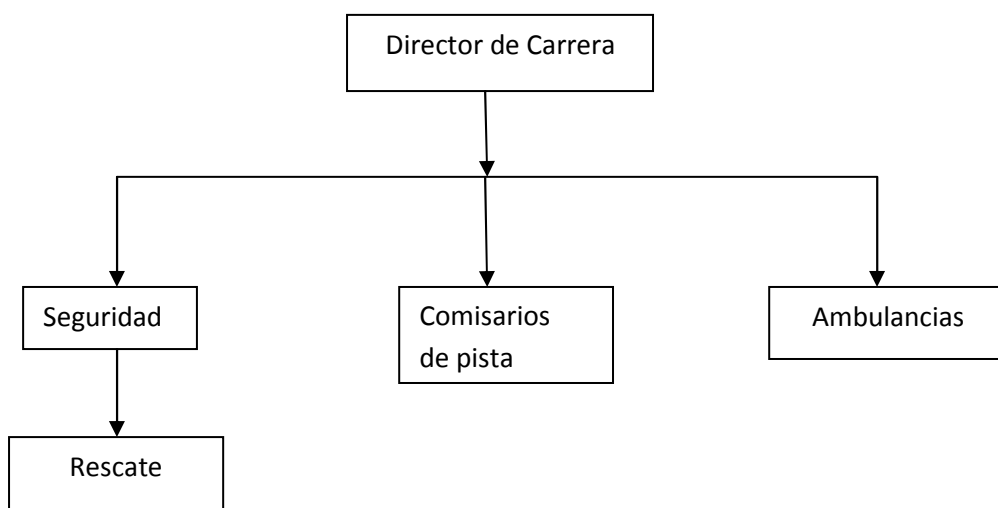 Director de Carrera
Seguridad
Comisarios
de pista
Ambulancias
Rescate